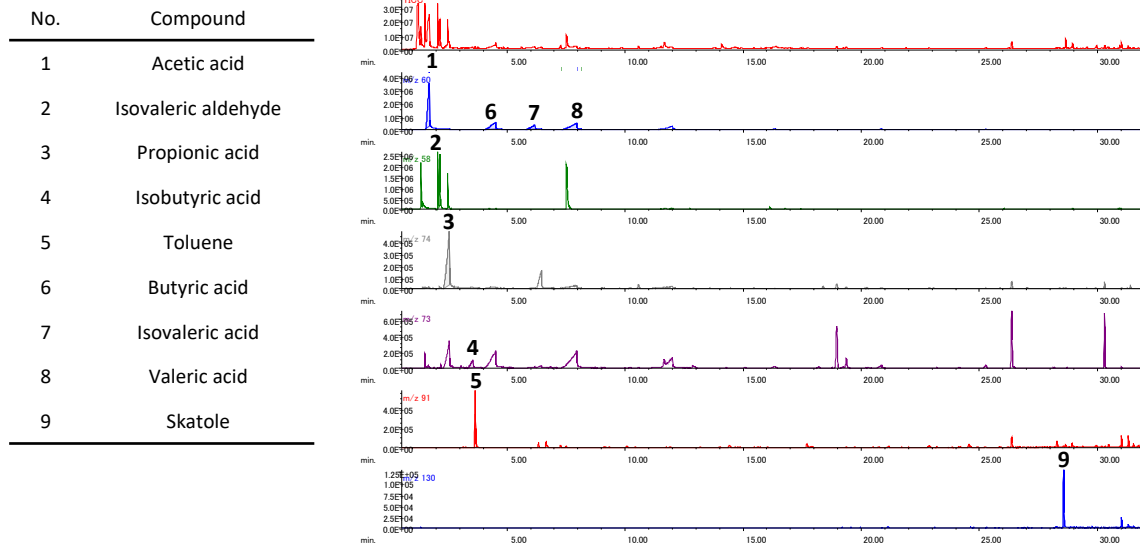 No. Compound
1 Acetic acid
2 Isovaleric aldehyde
3 Propionic acid
4 Isobutyric acid
5 Toluene
6 Butyric acid
7 Isovaleric acid
8 Valeric acid
9 Skatole
3.0E+07
2.0E+07
1.0E+07
0.0E+00
min. 5.00 10.00 15.00 20.00 25.00 30.00
1
m/z 60
4.0E+06
2.0E+06
0.0E+00
6 7 8
min. 5.00 10.00 15.00 20.00 25.00 30.00
2
m/z 58
2.5E+06
2.0E+06
1.5E+06
1.0E+06
5.0E+05
0.0E+00
min. 5.00 10.00 15.00 20.00 25.00 30.00
3
m/z 74
4.0E+05
3.0E+05
2.0E+05
1.0E+05
0.0E+00
min. 5.00 10.00 15.00 20.00 25.00 30.00
m/z 73
6.0E+05
4.0E+05
2.0E+05
0.0E+00
4
min. 5.00 10.00 15.00 20.00 25.00 30.00
5
m/z 91
4.0E+05
2.0E+05
0.0E+00
min. 5.00 10.00 15.00 20.00 25.00 30.00
9
m/z 130
1.2E+05
1.0E+05
7.5E+04
5.0E+04
2.5E+04
0.0E+00
min. 5.00 10.00 15.00 20.00 25.00 30.00